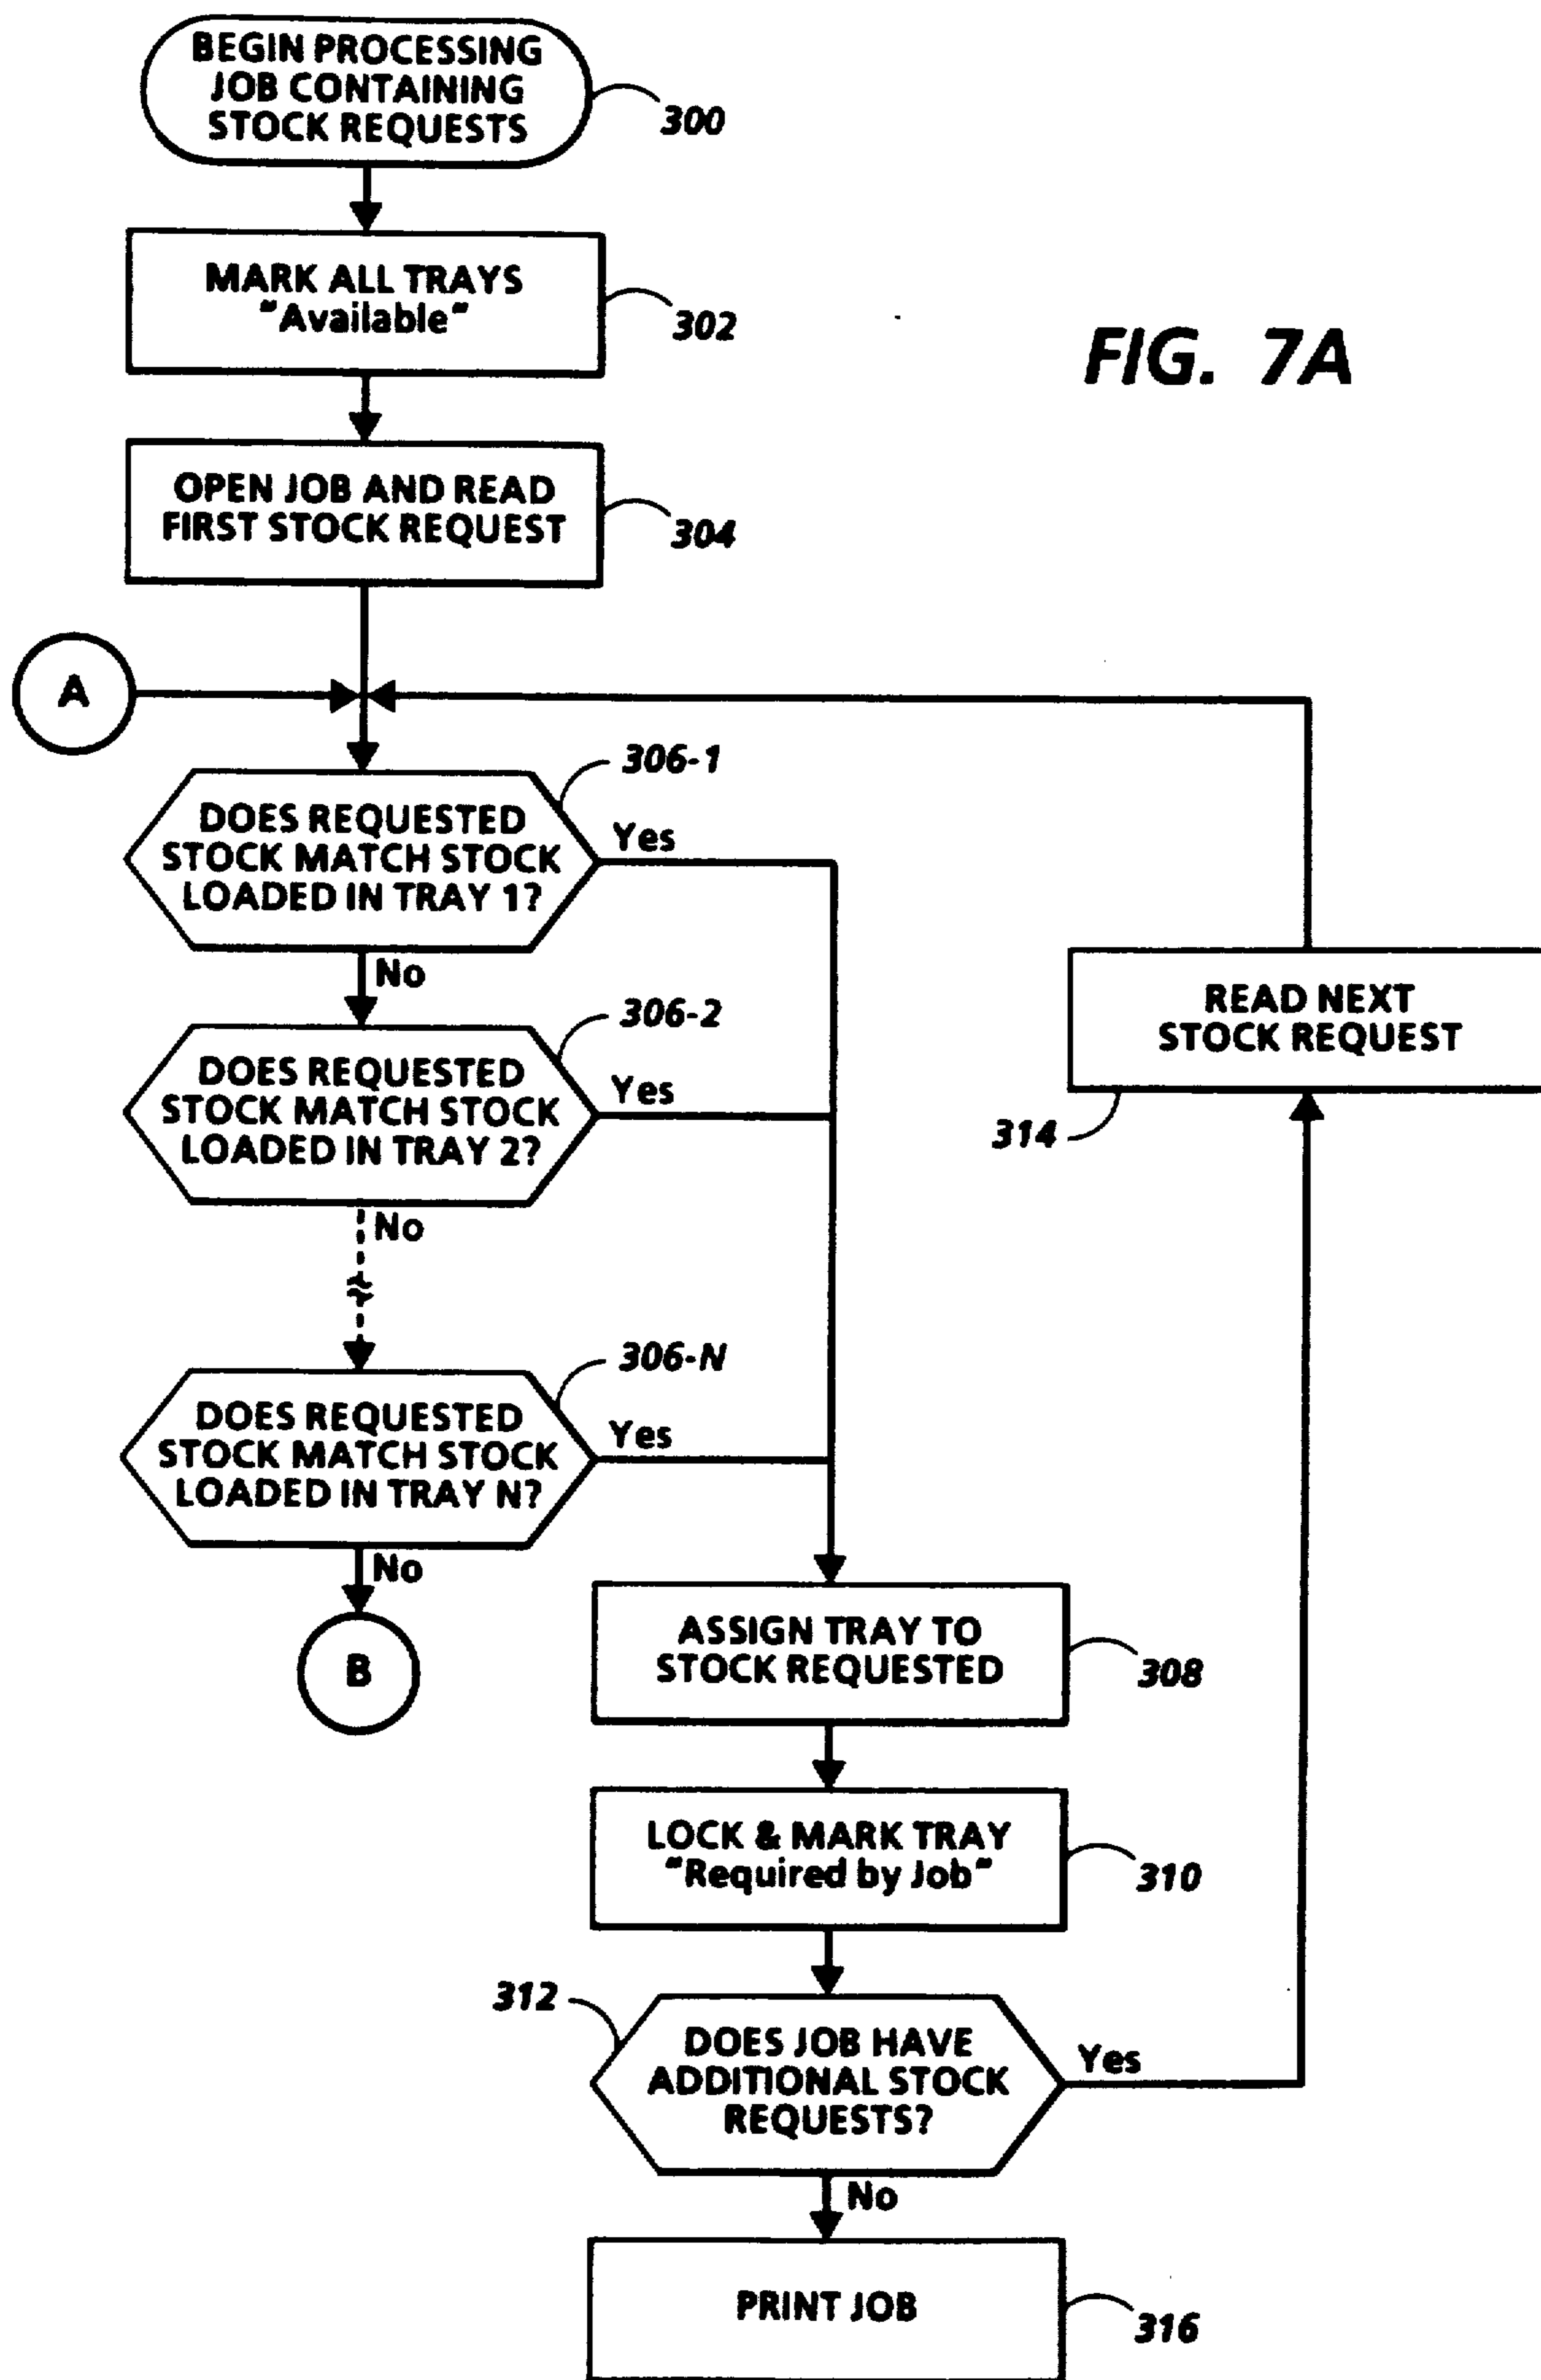 BEGIN PROCESSING
JOB CONTAINING
STOCK REQUESTS
300
MARK ALL TRAYS
"Available"
302
FIG. 7A
OPEN JOB AND READ
FIRST STOCK REQUEST
304
A
306-1
DOES REQUESTED
STOCK MATCH STOCK
LOADED IN TRAY 1?
Yes
No
READ NEXT
STOCK REQUEST
314
306-2
DOES REQUESTED
STOCK MATCH STOCK
LOADED IN TRAY 2?
Yes
No
306-N
DOES REQUESTED
STOCK MATCH STOCK
LOADED IN TRAY N?
Yes
No
B
ASSIGN TRAY TO
STOCK REQUESTED
308
LOCK & MARK TRAY
"Required by Job"
310
312
DOES JOB HAVE
ADDITIONAL STOCK
REQUESTS?
Yes
No
PRINT JOB
316